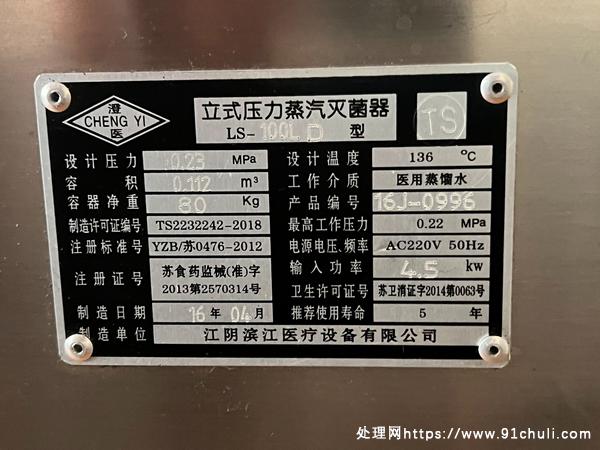 澄
CHENG YI
医
立式压力蒸汽灭菌器
LS-100L D 型
TS
设计压力 0.23 MPa 设计温度 136 ℃
容 积 0.112 m³ 工作介质 医用蒸馏水
容器净重 80 Kg 产品编号 16J-0996
制造许可证编号 TS2232242-2018 最高工作压力 0.22 MPa
注册标准号 YZB/苏0476-2012 电源电压、频率 AC220V 50Hz
注册证号 苏食药监械(准)字 2013第2570314号 输入功率 4.5 kw
卫生许可证号 苏卫消证字2014第0063号
制造日期 16 年 04 月 推荐使用寿命 5 年
制造单位 江阴滨江医疗设备有限公司
处理网https://www.91chuli.com/